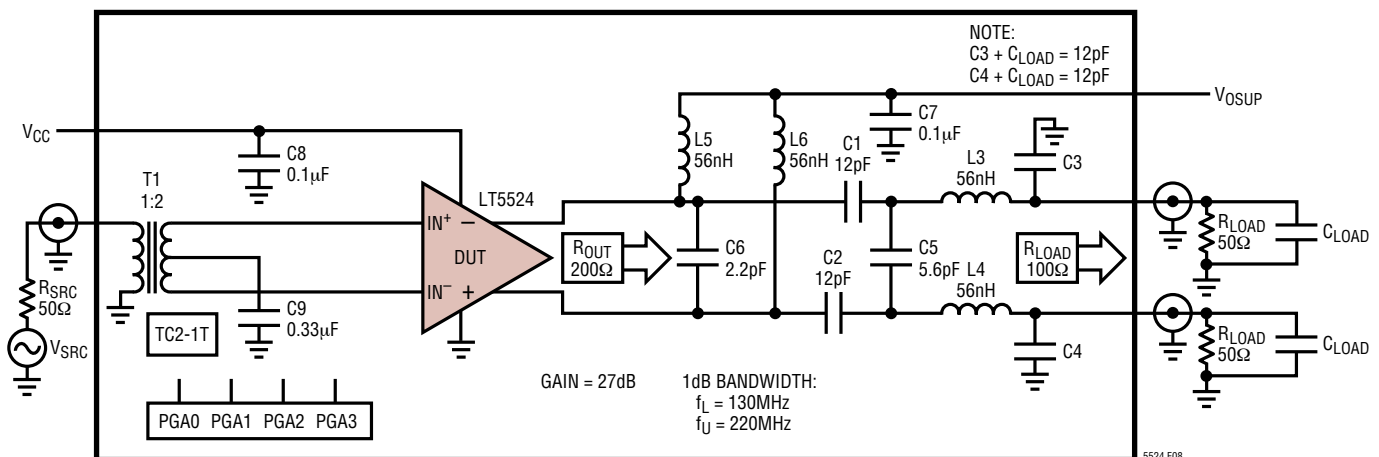 NOTE:
C3 + CLOAD = 12pF
C4 + CLOAD = 12pF
VOSUP
VCC
C8
0.1µF
T1
1:2
L5
56nH
L6
56nH
C7
0.1µF
C1
12pF
L3
56nH
C3
LT5524
IN+
−
DUT
IN−
+
ROUT
200Ω
C6
2.2pF
C2
12pF
C5
5.6pF
L4
56nH
RLOAD
100Ω
RLOAD
50Ω
CLOAD
RSRC
50Ω
VSRC
C9
0.33µF
TC2-1T
C4
RLOAD
50Ω
CLOAD
GAIN = 27dB
1dB BANDWIDTH:
fL = 130MHz
fU = 220MHz
PGA0 PGA1 PGA2 PGA3
5524 F08